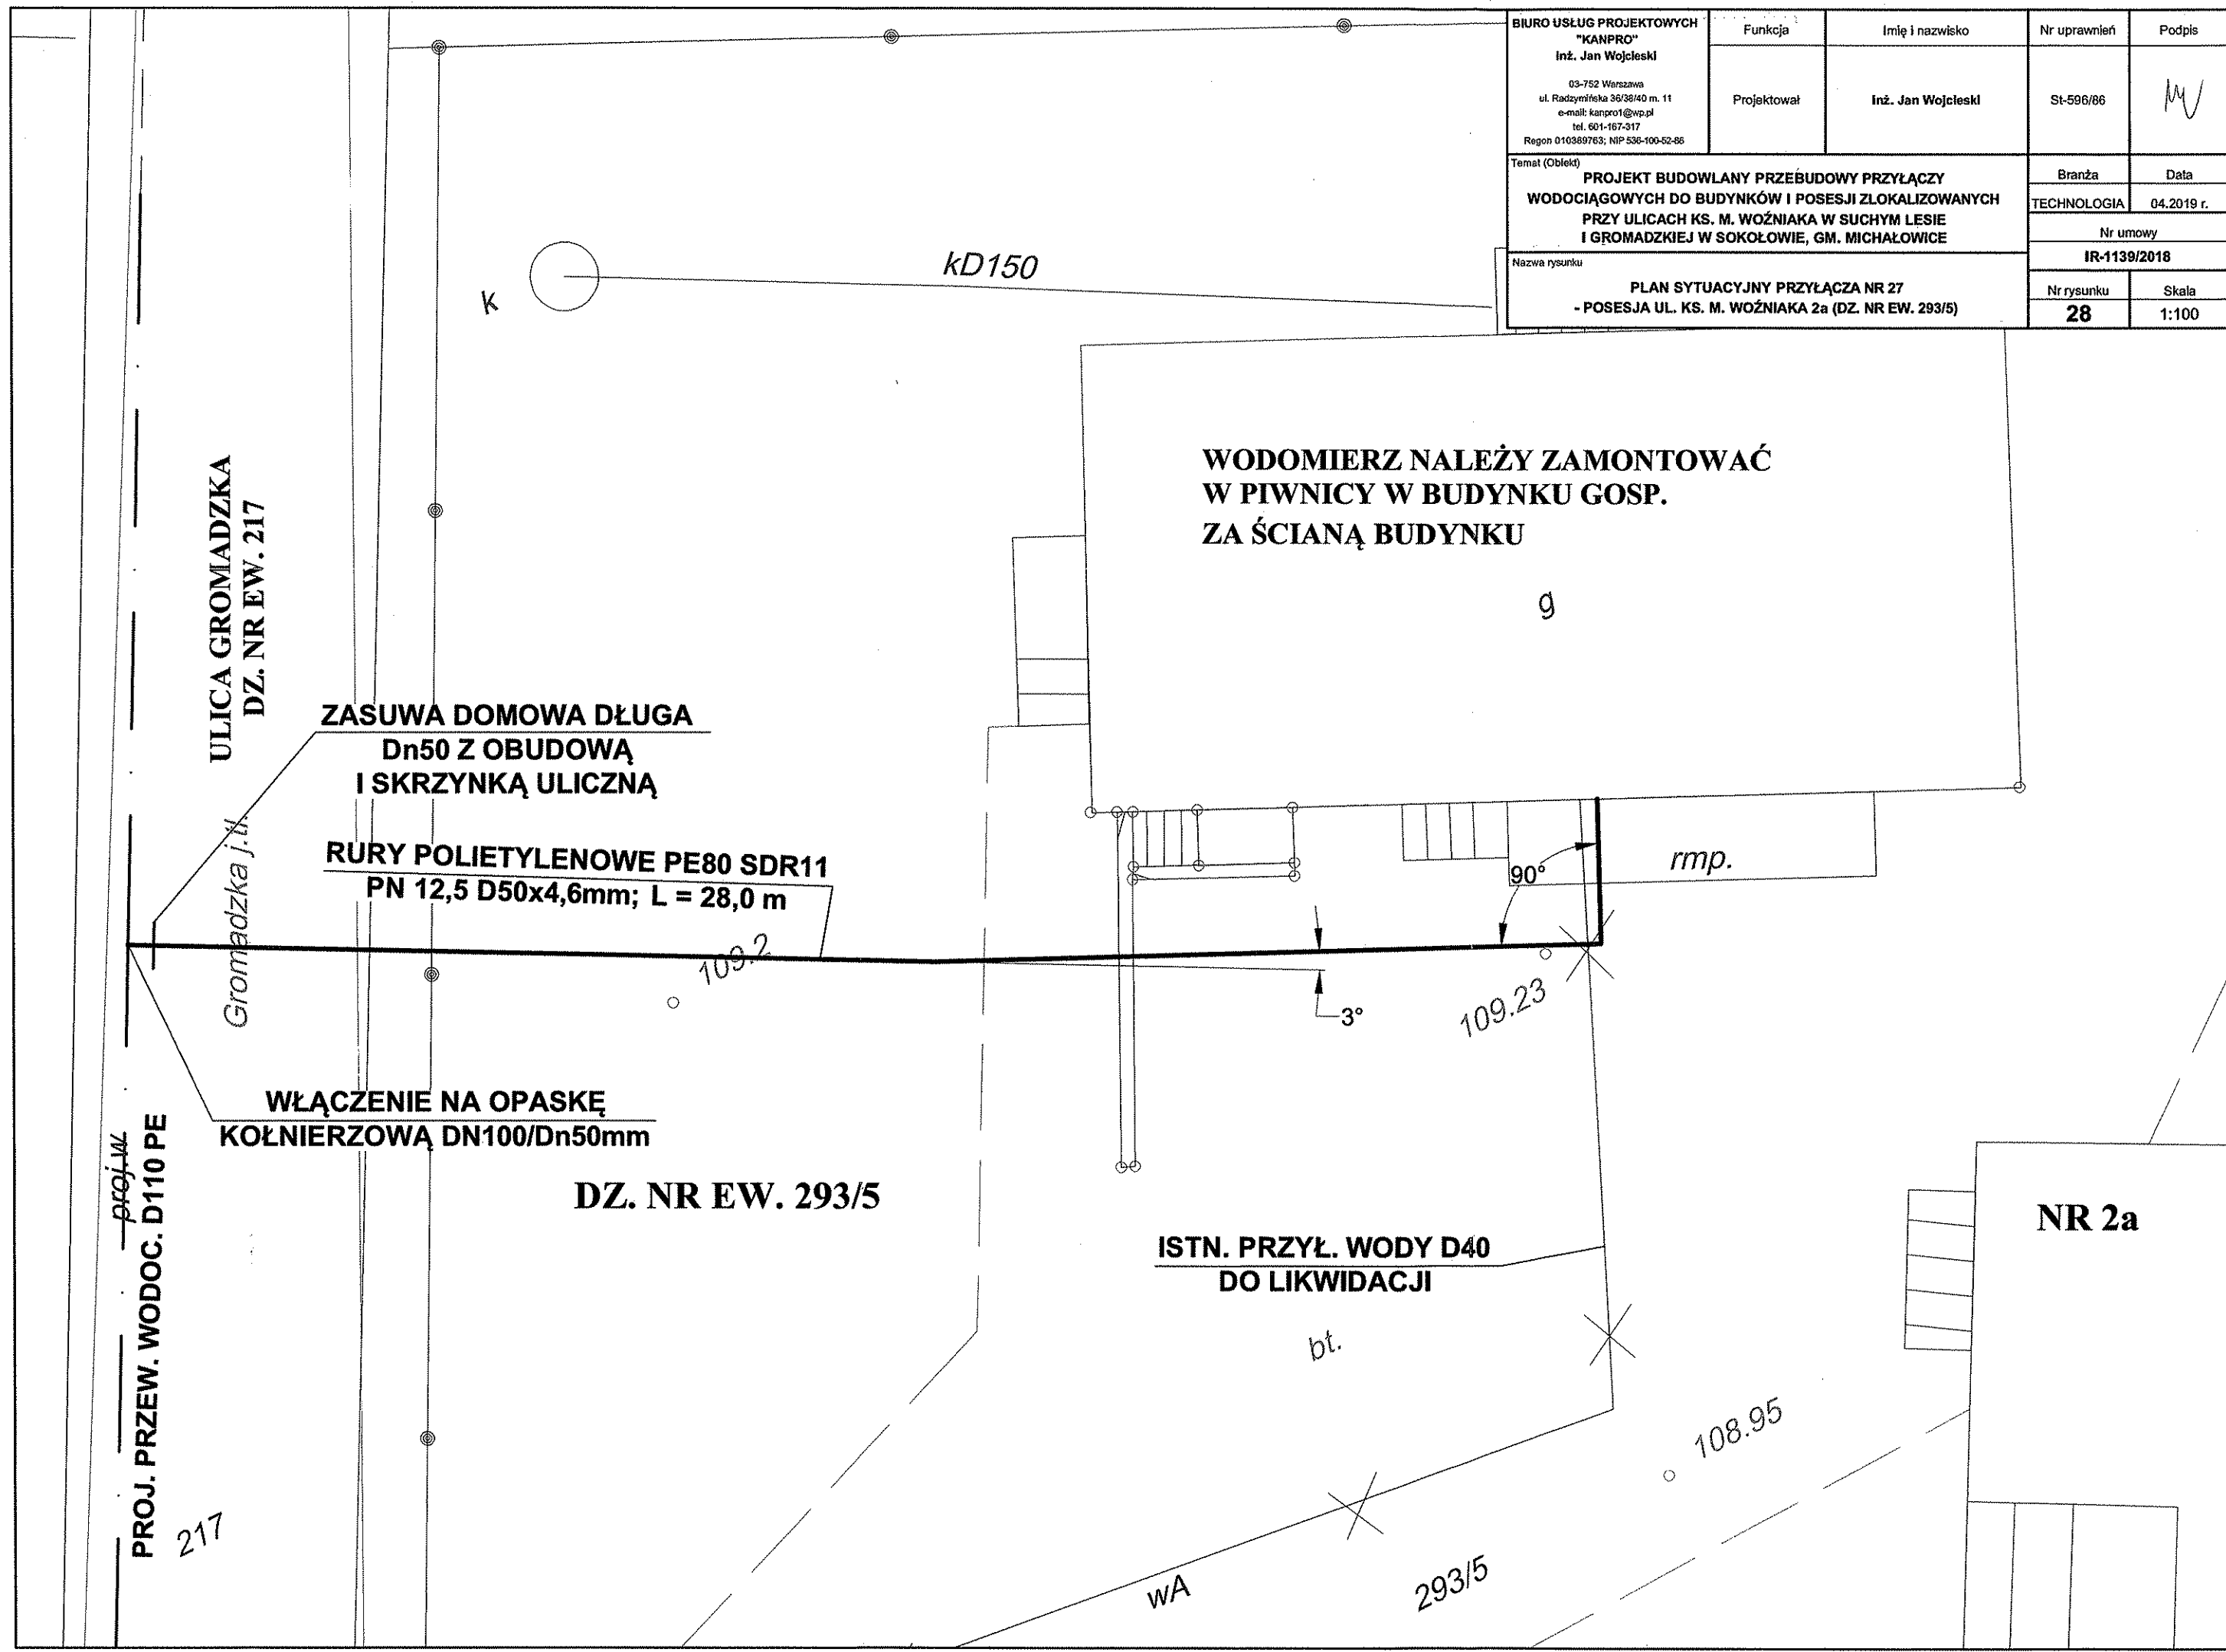 BIURO USŁUG PROJEKTOWYCH
"KANPRO"
Inż. Jan Wojcieski
03-752 Warszawa
ul. Radzymińska 36/38/40 m. 11
e-mail: kanpro1@wp.pl
tel. 601-167-317
Regon 010389763; NIP 536-100-52-86
Funkcja
Imię i nazwisko
Nr uprawnień
Podpis
Projektował
Inż. Jan Wojcieski
St-596/86
Temat (Obiekt)
PROJEKT BUDOWLANY PRZEBUDOWY PRZYŁĄCZY
WODOCIĄGOWYCH DO BUDYNKÓW I POSESJI ZLOKALIZOWANYCH
PRZY ULICACH KS. M. WOŹNIAKA W SUCHYM LESIE
I GROMADZKIEJ W SOKOŁOWIE, GM. MICHAŁOWICE
Branża
Data
TECHNOLOGIA
04.2019 r.
Nr umowy
IR-1139/2018
Nazwa rysunku
PLAN SYTUACYJNY PRZYŁĄCZA NR 27
- POSESJA UL. KS. M. WOŹNIAKA 2a (DZ. NR EW. 293/5)
Nr rysunku
Skala
28
1:100
k
kD150
WODOMIERZ NALEŻY ZAMONTOWAĆ
W PIWNICY W BUDYNKU GOSP.
ZA ŚCIANĄ BUDYNKU
g
ULICA GROMADZKA
DZ. NR EW. 217
ZASUWA DOMOWA DŁUGA
Dn50 Z OBUDOWĄ
I SKRZYNKĄ ULICZNĄ
Gromadzka j.tł.
RURY POLIETYLENOWE PE80 SDR11
PN 12,5 D50x4,6mm; L = 28,0 m
90°
rmp.
109.2
3°
109.23
WŁĄCZENIE NA OPASKĘ
KOŁNIERZOWĄ DN100/Dn50mm
proj.w
PROJ. PRZEW. WODOC. D110 PE
DZ. NR EW. 293/5
NR 2a
ISTN. PRZYŁ. WODY D40
DO LIKWIDACJI
bt.
108.95
217
wA
293/5